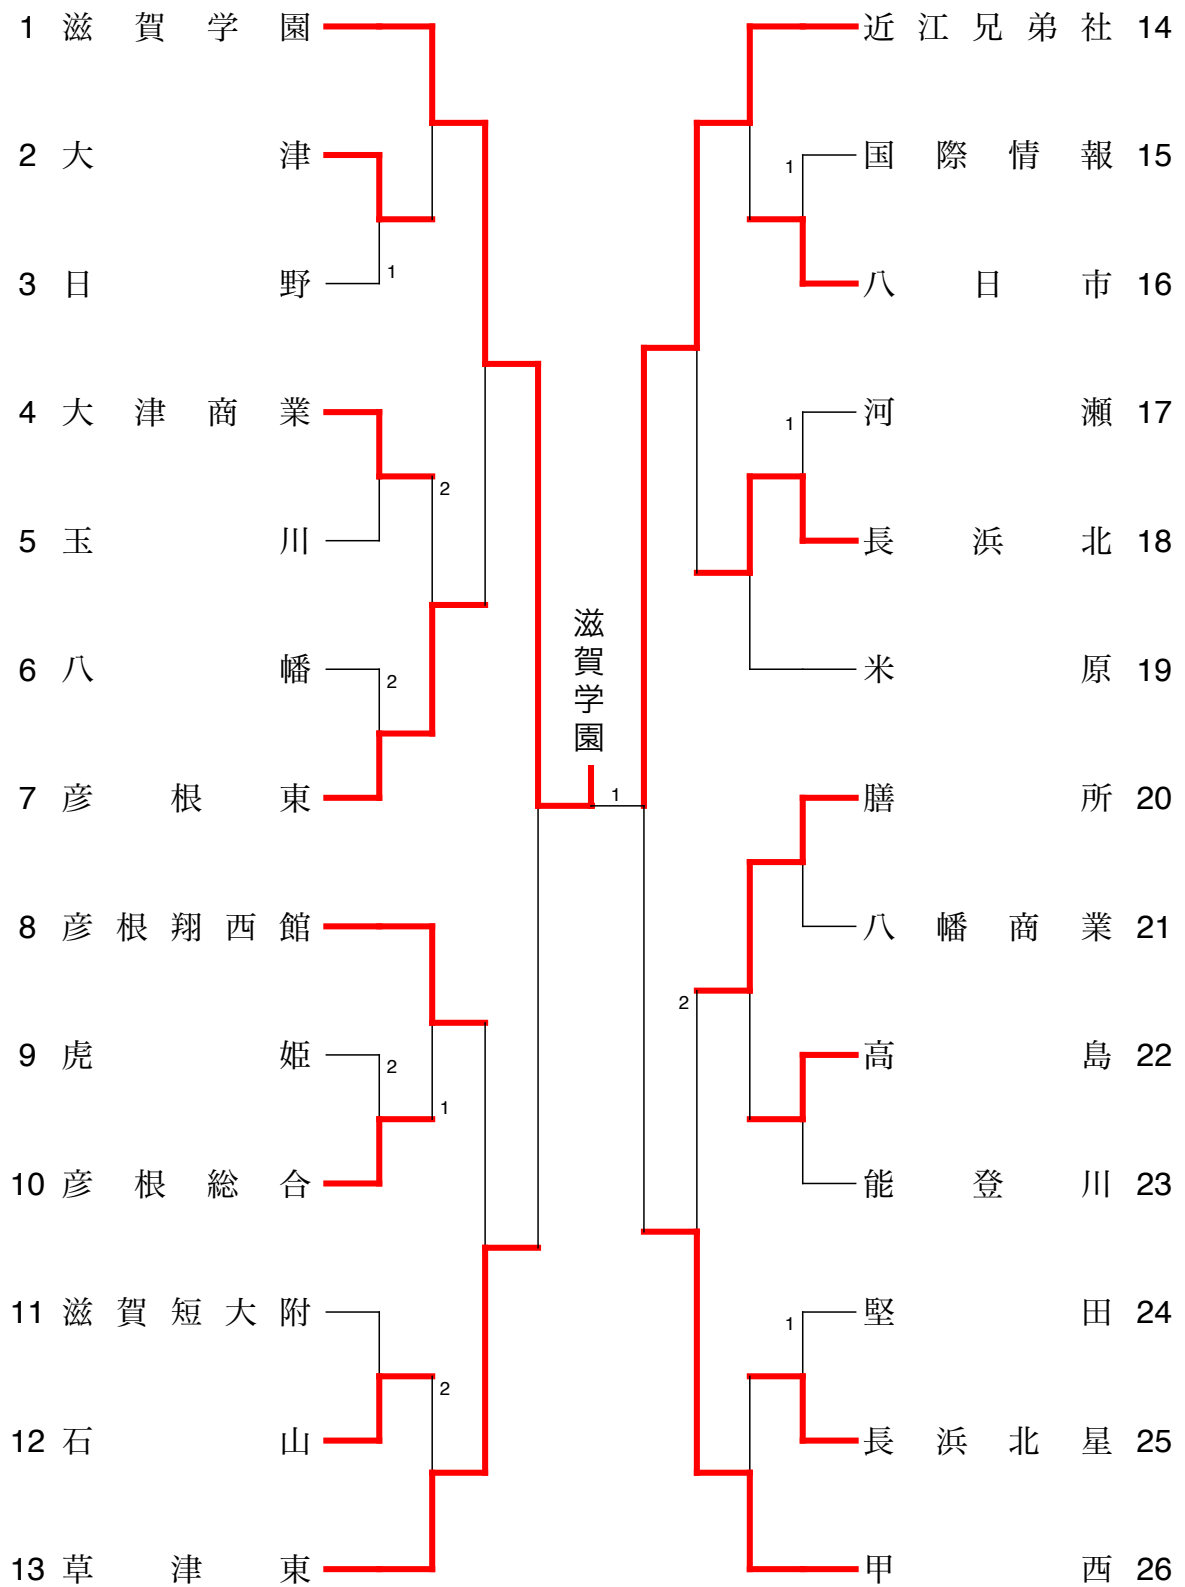 1 滋賀学園
2 大津
1
3 日野
4 大津商業
2
5 玉川
6 八幡
2
7 彦根東
8 彦根翔西館
9 虎姫
2
1
10 彦根総合
11 滋賀短大附
2
12 石山
13 草津東
滋賀学園
1
近江兄弟社 14
国際情報 15
1
八日市 16
河瀬 17
1
長浜北 18
米原 19
膳所 20
八幡商業 21
2
高島 22
能登川 23
堅田 24
1
長浜北星 25
甲西 26